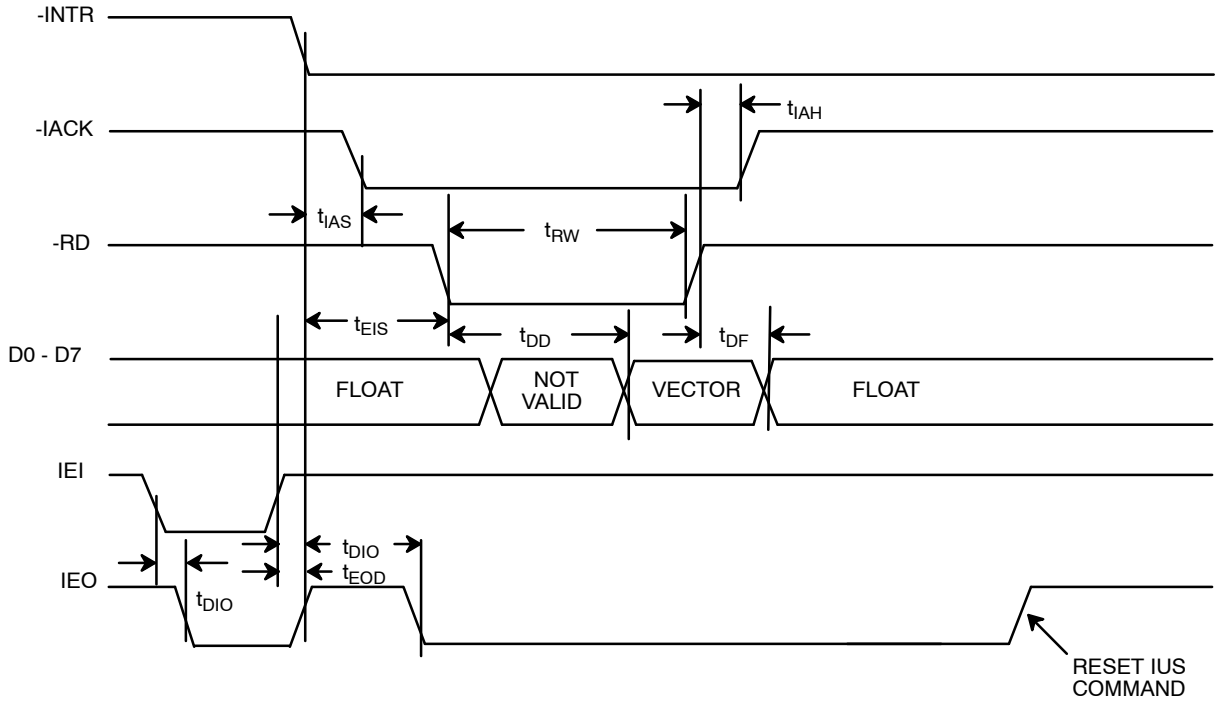 -INTR
tIAH
-IACK
tIAS
tRW
-RD
tEIS
tDD
tDF
D0 - D7
FLOAT
NOT
VALID
VECTOR
FLOAT
IEI
tDIO
tEOD
IEO
tDIO
RESET IUS
COMMAND